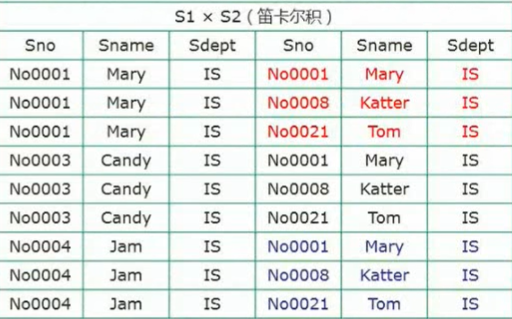 S1 × S2 ( 笛卡尔积 )
Sno Sname Sdept Sno Sname Sdept
No0001 Mary IS No0001 Mary IS
No0001 Mary IS No0008 Katter IS
No0001 Mary IS No0021 Tom IS
No0003 Candy IS No0001 Mary IS
No0003 Candy IS No0008 Katter IS
No0003 Candy IS No0021 Tom IS
No0004 Jam IS No0001 Mary IS
No0004 Jam IS No0008 Katter IS
No0004 Jam IS No0021 Tom IS